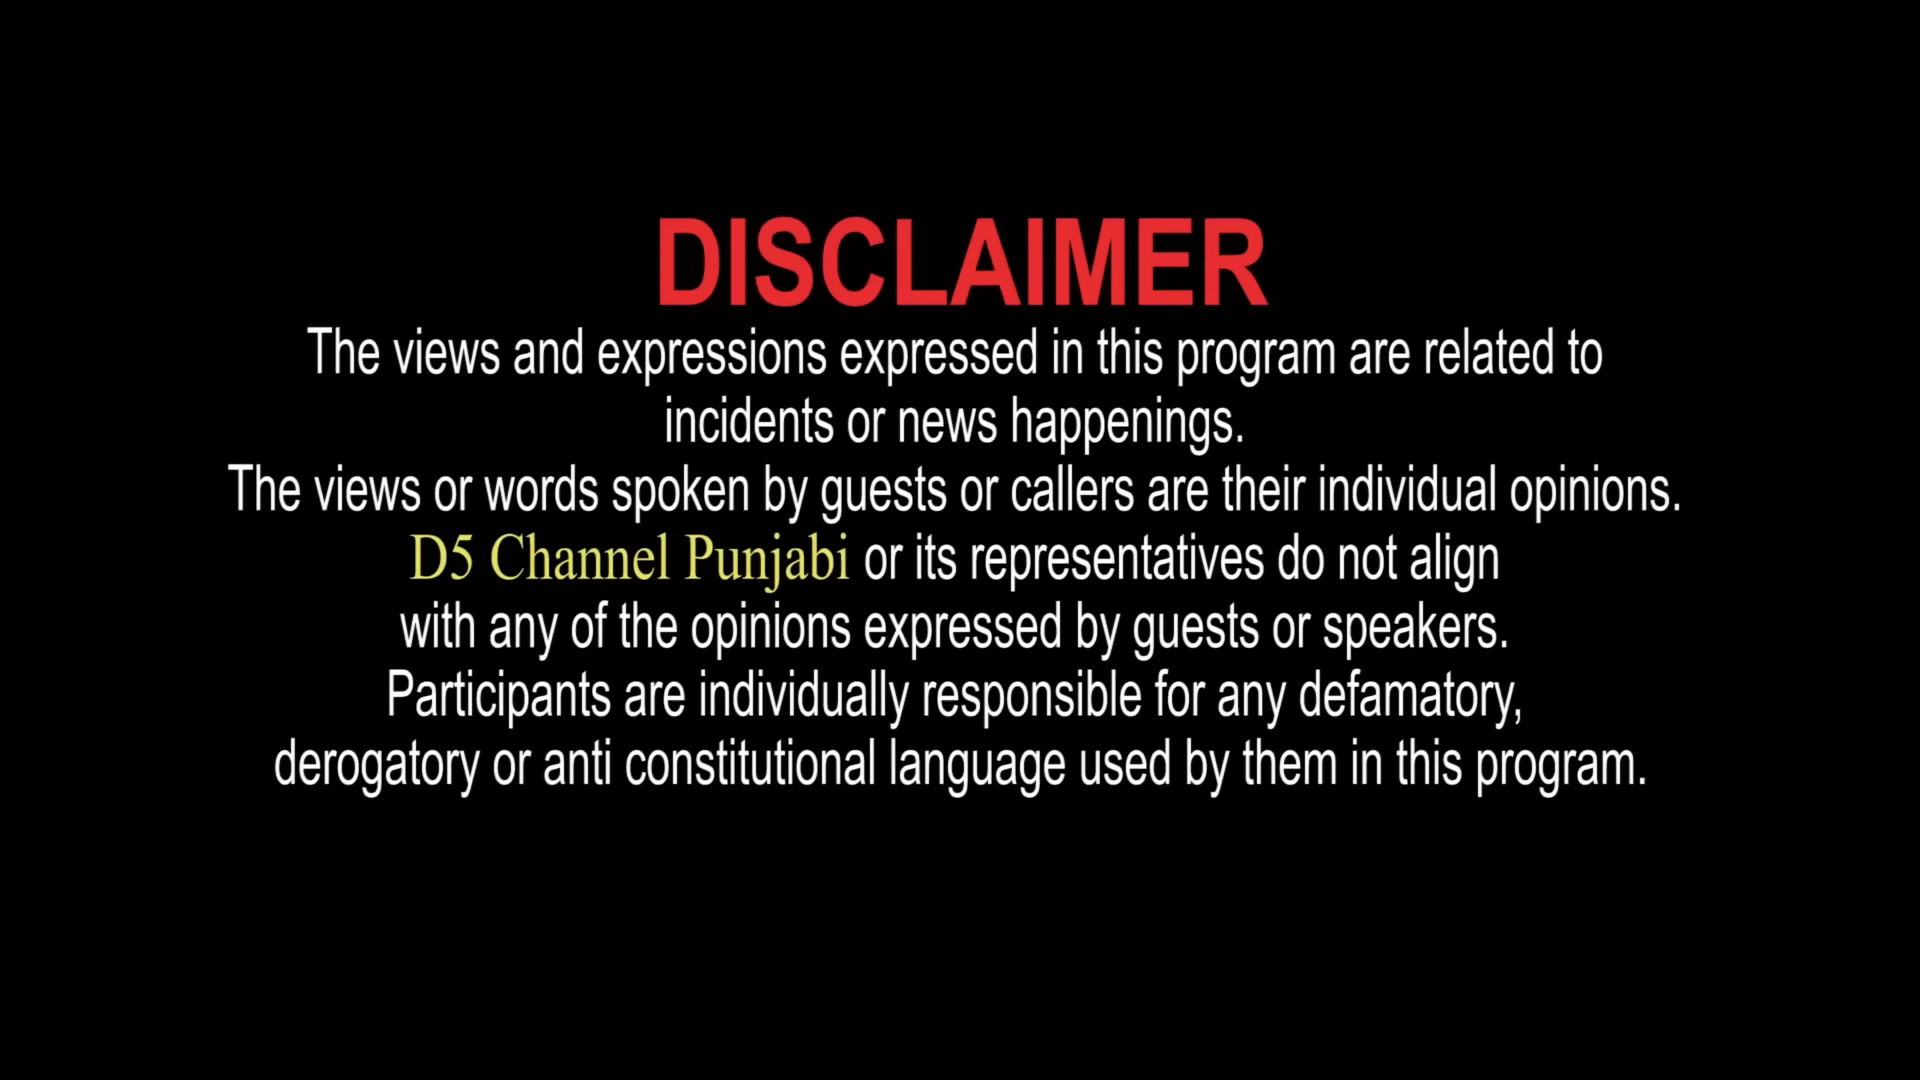 DISCLAIMER
The views and expressions expressed in this program are related to
incidents or news happenings.
The views or words spoken by guests or callers are their individual opinions.
D5 Channel Punjabi or its representatives do not align
with any of the opinions expressed by guests or speakers.
Participants are individually responsible for any defamatory,
derogatory or anti constitutional language used by them in this program.